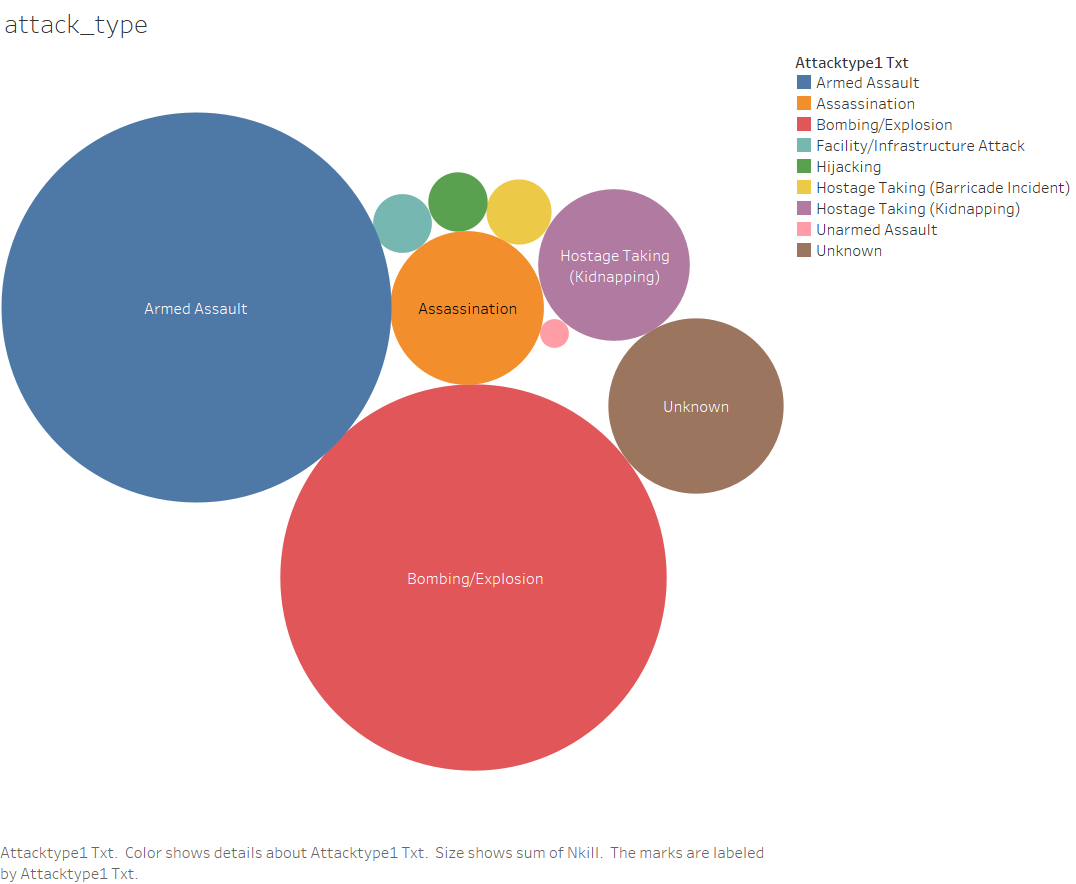 attack_type
Attacktype1 Txt
Armed Assault
Assassination
Bombing/Explosion
Facility/Infrastructure Attack
Hijacking
Hostage Taking (Barricade Incident)
Hostage Taking (Kidnapping)
Unarmed Assault
Unknown
Hostage Taking
(Kidnapping)
Armed Assault
Assassination
Unknown
Bombing/Explosion
Attacktype1 Txt.  Color shows details about Attacktype1 Txt.  Size shows sum of Nkill.  The marks are labeled
by Attacktype1 Txt.